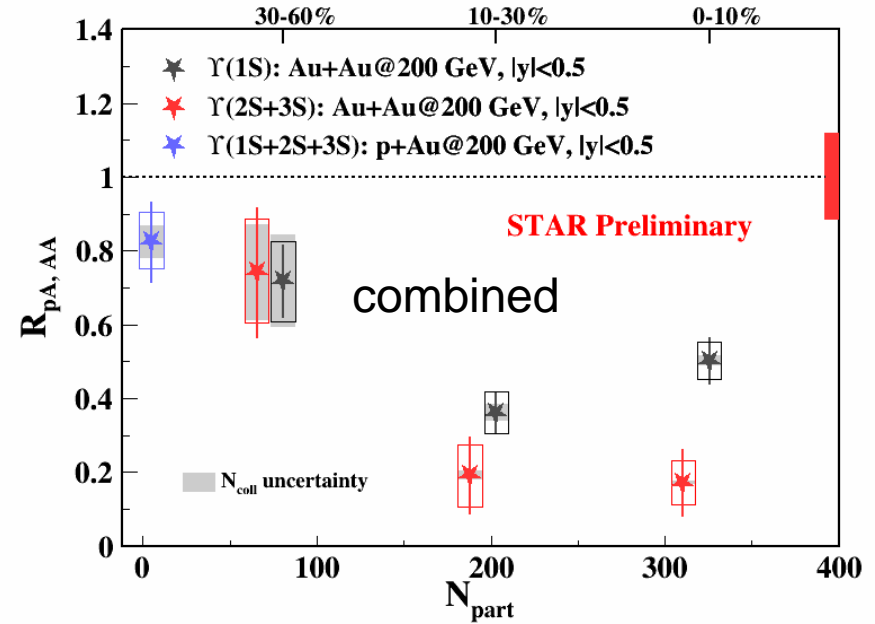 30-60% 10-30% 0-10%
1.4
ϒ(1S): Au+Au@200 GeV, |y|<0.5
1.2
ϒ(2S+3S): Au+Au@200 GeV, |y|<0.5
ϒ(1S+2S+3S): p+Au@200 GeV, |y|<0.5
1
STAR Preliminary
0.8
R_pA, AA
combined
0.6
0.4
0.2
N_coll uncertainty
0
0 100 200 300 400
N_part